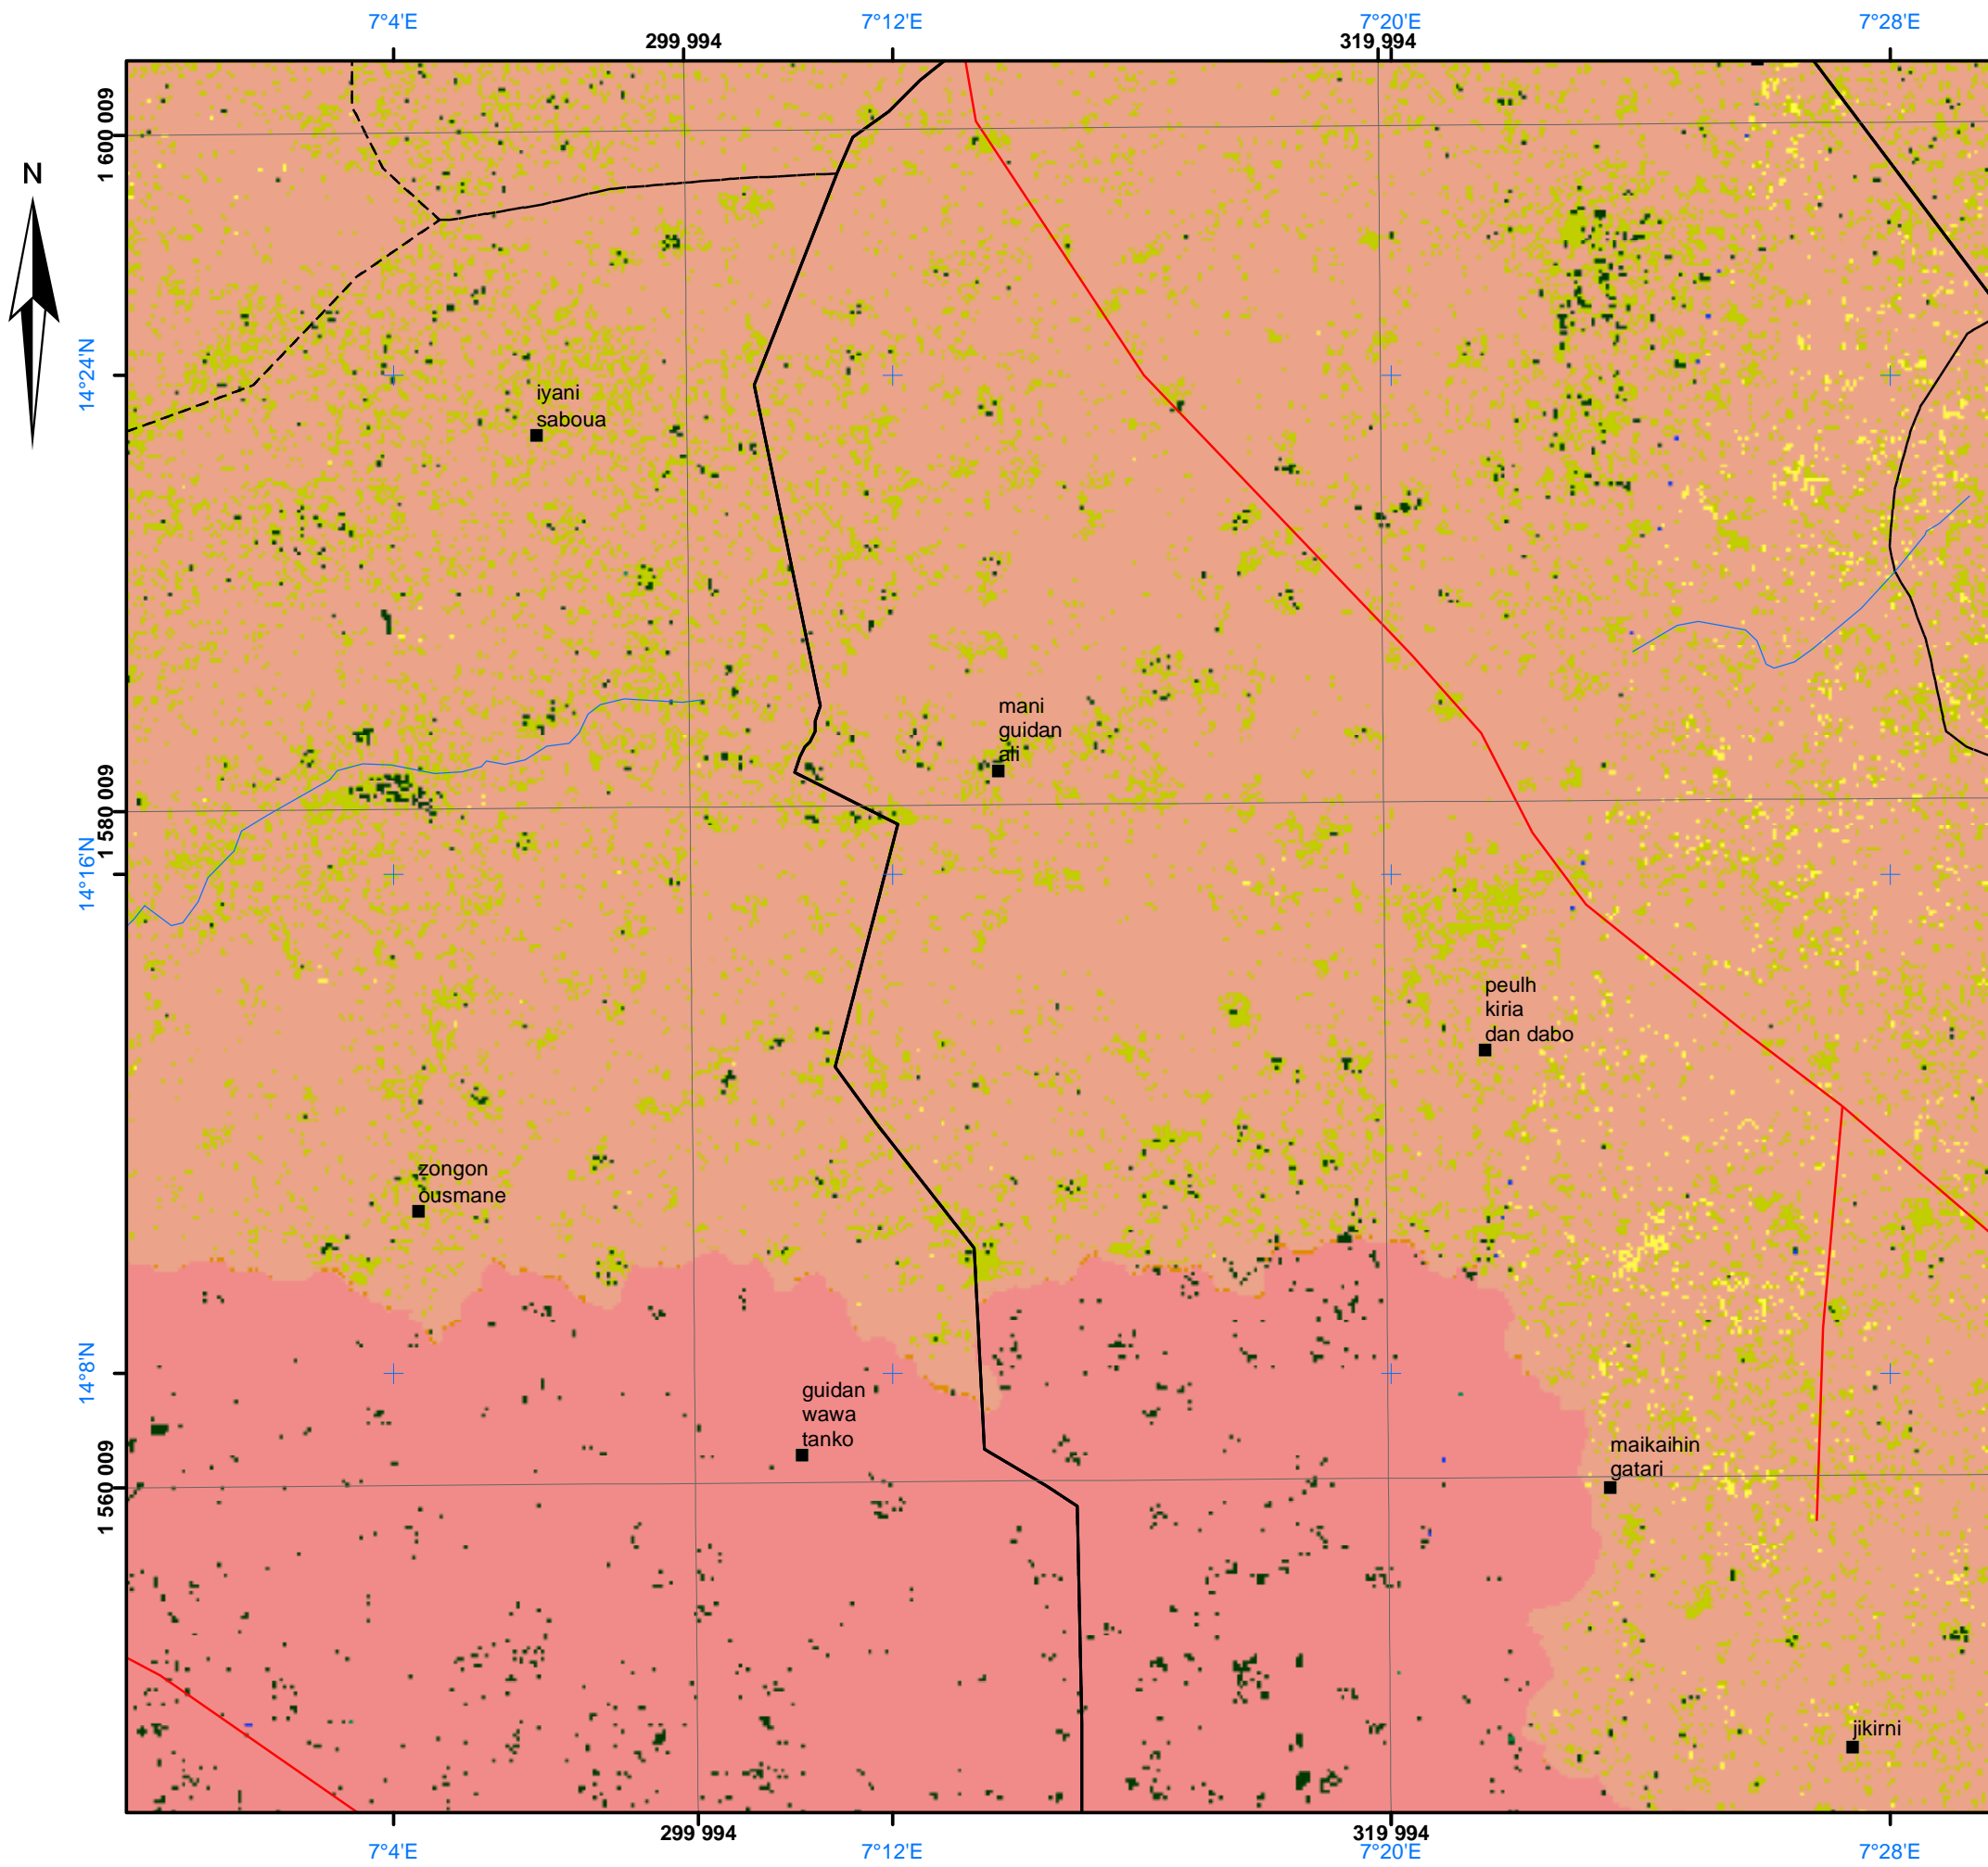 7°4'E
7°12'E
7°20'E
7°28'E
299 994
319 994
1 600 009
N
14°24'N
iyani
saboua
mani
guidan
ali
1 580 009
14°16'N
peulh
kiria
dan dabo
zongon
ousmane
14°8'N
guidan
wawa
tanko
maikaihin
gatari
1 560 009
jikirni
299 994
319 994
7°4'E
7°12'E
7°20'E
7°28'E